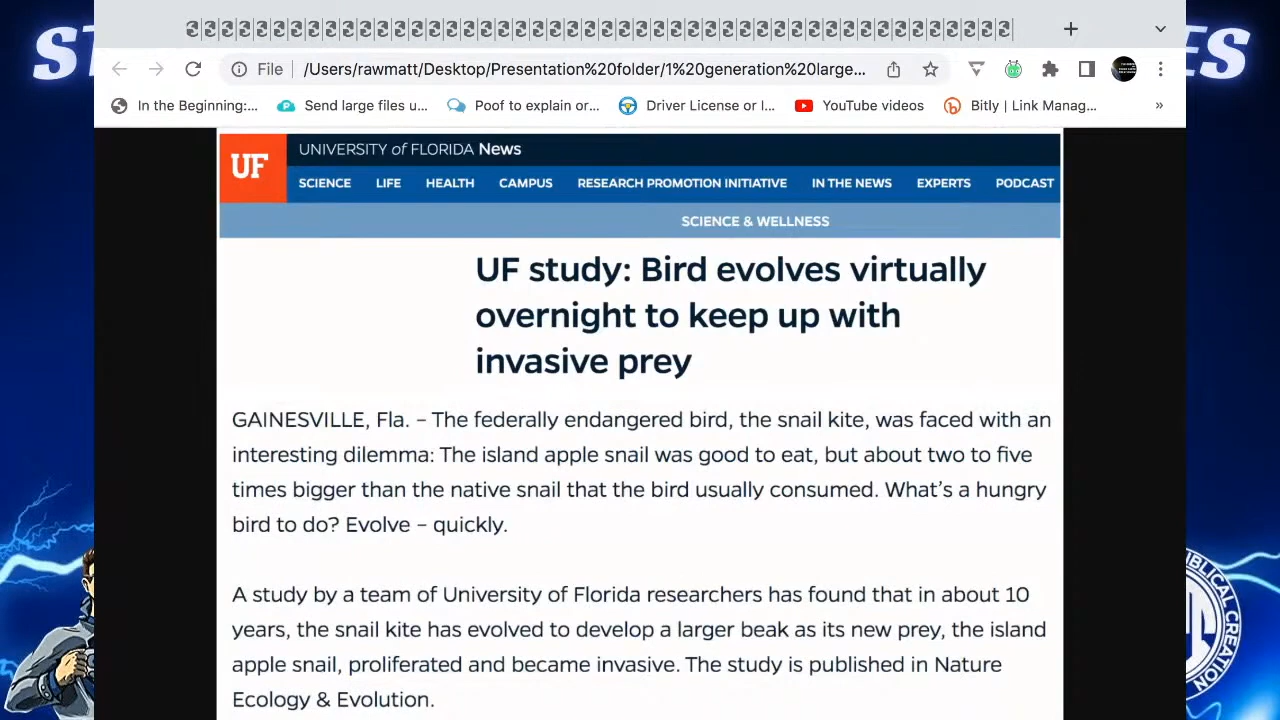 ST
ES
File
/Users/rawmatt/Desktop/Presentation%20folder/1%20generation%20large...
In the Beginning:...
Send large files u...
Poof to explain or...
Driver License or I...
YouTube videos
Bitly | Link Manag...
»
UF
UNIVERSITY of FLORIDA News
SCIENCE LIFE HEALTH CAMPUS RESEARCH PROMOTION INITIATIVE IN THE NEWS EXPERTS PODCAST
SCIENCE & WELLNESS
UF study: Bird evolves virtually
overnight to keep up with
invasive prey
GAINESVILLE, Fla. – The federally endangered bird, the snail kite, was faced with an
interesting dilemma: The island apple snail was good to eat, but about two to five
times bigger than the native snail that the bird usually consumed. What's a hungry
bird to do? Evolve – quickly.
A study by a team of University of Florida researchers has found that in about 10
years, the snail kite has evolved to develop a larger beak as its new prey, the island
apple snail, proliferated and became invasive. The study is published in Nature
Ecology & Evolution.
BLICAL CREATION